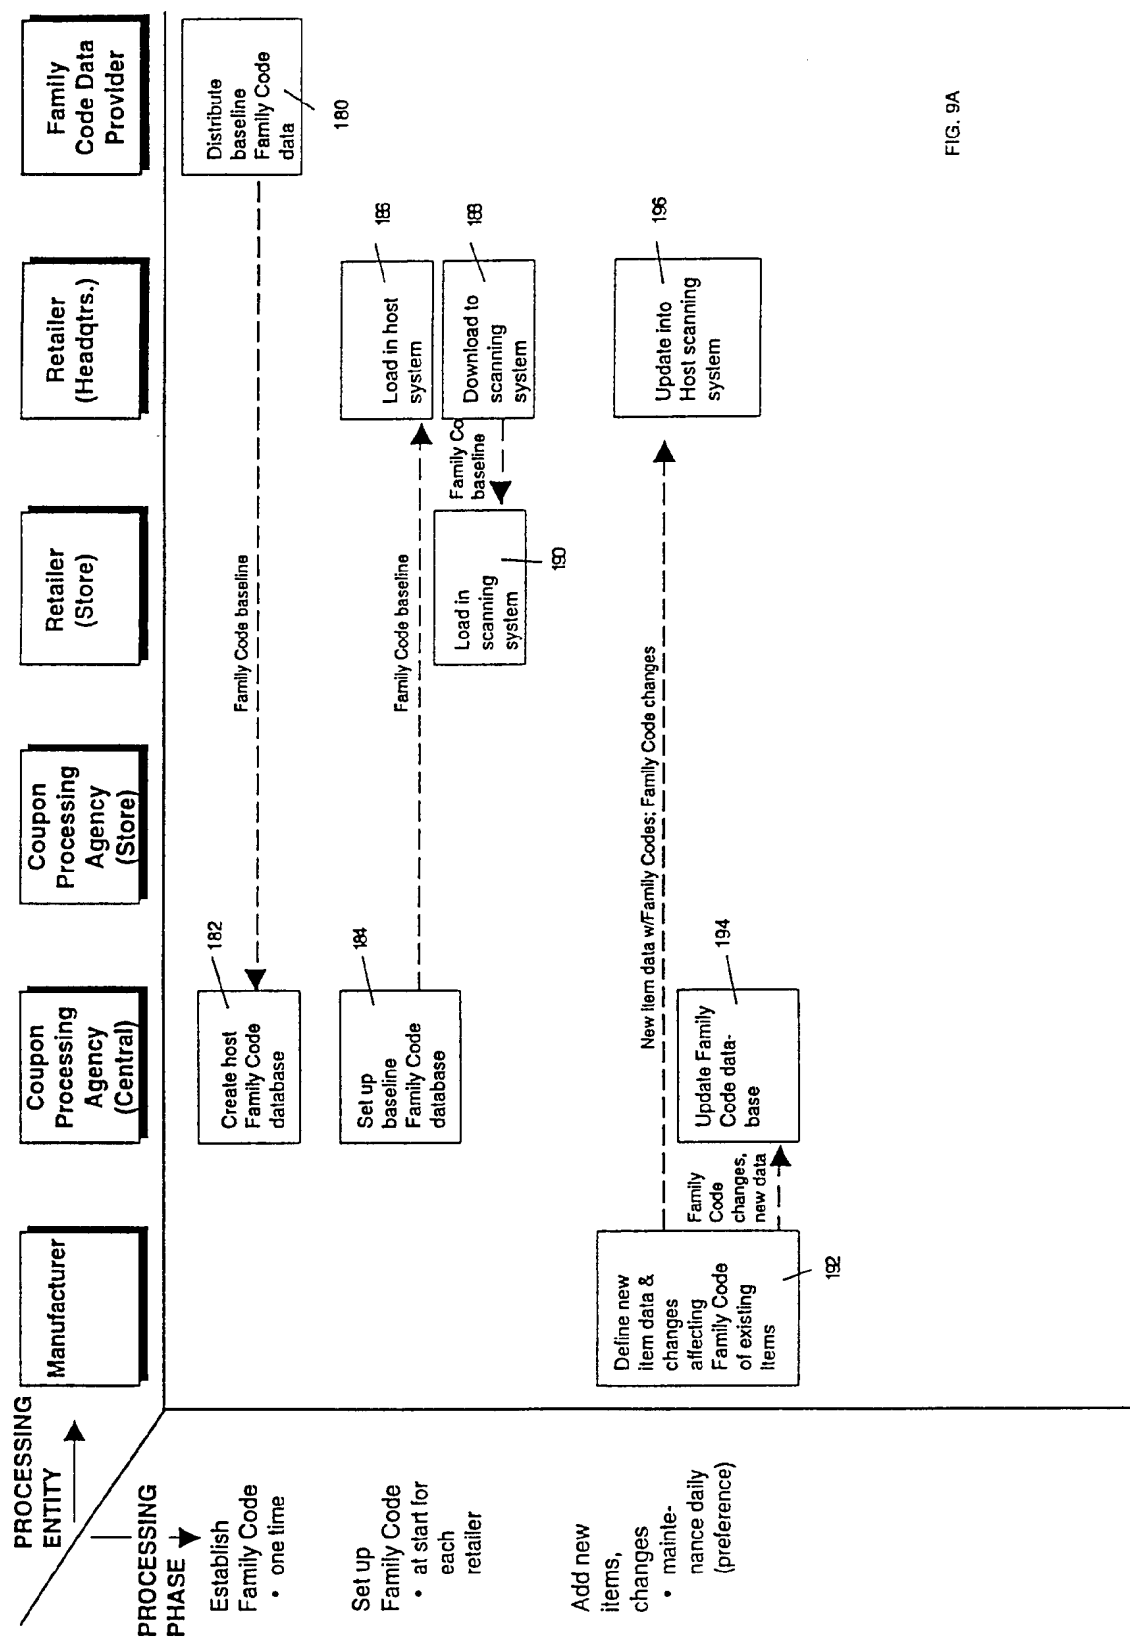 PROCESSING
ENTITY
PROCESSING
PHASE
Manufacturer
Coupon
Processing
Agency
(Central)
Coupon
Processing
Agency
(Store)
Retailer
(Store)
Retailer
(Headqtrs.)
Family
Code Data
Provider
Establish
Family Code
• one time
Create host
Family Code
database
182
Family Code baseline
Distribute
baseline
Family Code
data
180
Set up
Family Code
• at start for
each
retailer
Set up
baseline
Family Code
database
184
Family Code baseline
Load in host
system
186
Load in
scanning
system
190
Family Co
baseline
Download to
scanning
system
188
Add new
items,
changes
• mainte-
nance daily
(preference)
Define new
item data &
changes
affecting
Family Code
of existing
items
192
New item data w/Family Codes; Family Code changes
Family
Code
changes,
new data
Update Family
Code data-
base
194
Update into
Host scanning
system
196
FIG. 9A